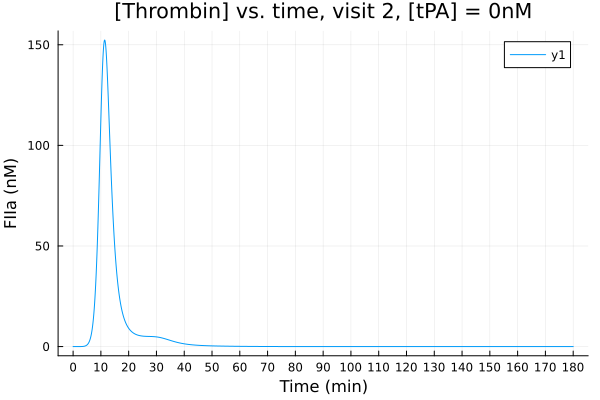 [Thrombin] vs. time, visit 2, [tPA] = 0nM
y1
150
100
50
0
FIIa (nM)
0 10 20 30 40 50 60 70 80 90 100 110 120 130 140 150 160 170 180
Time (min)